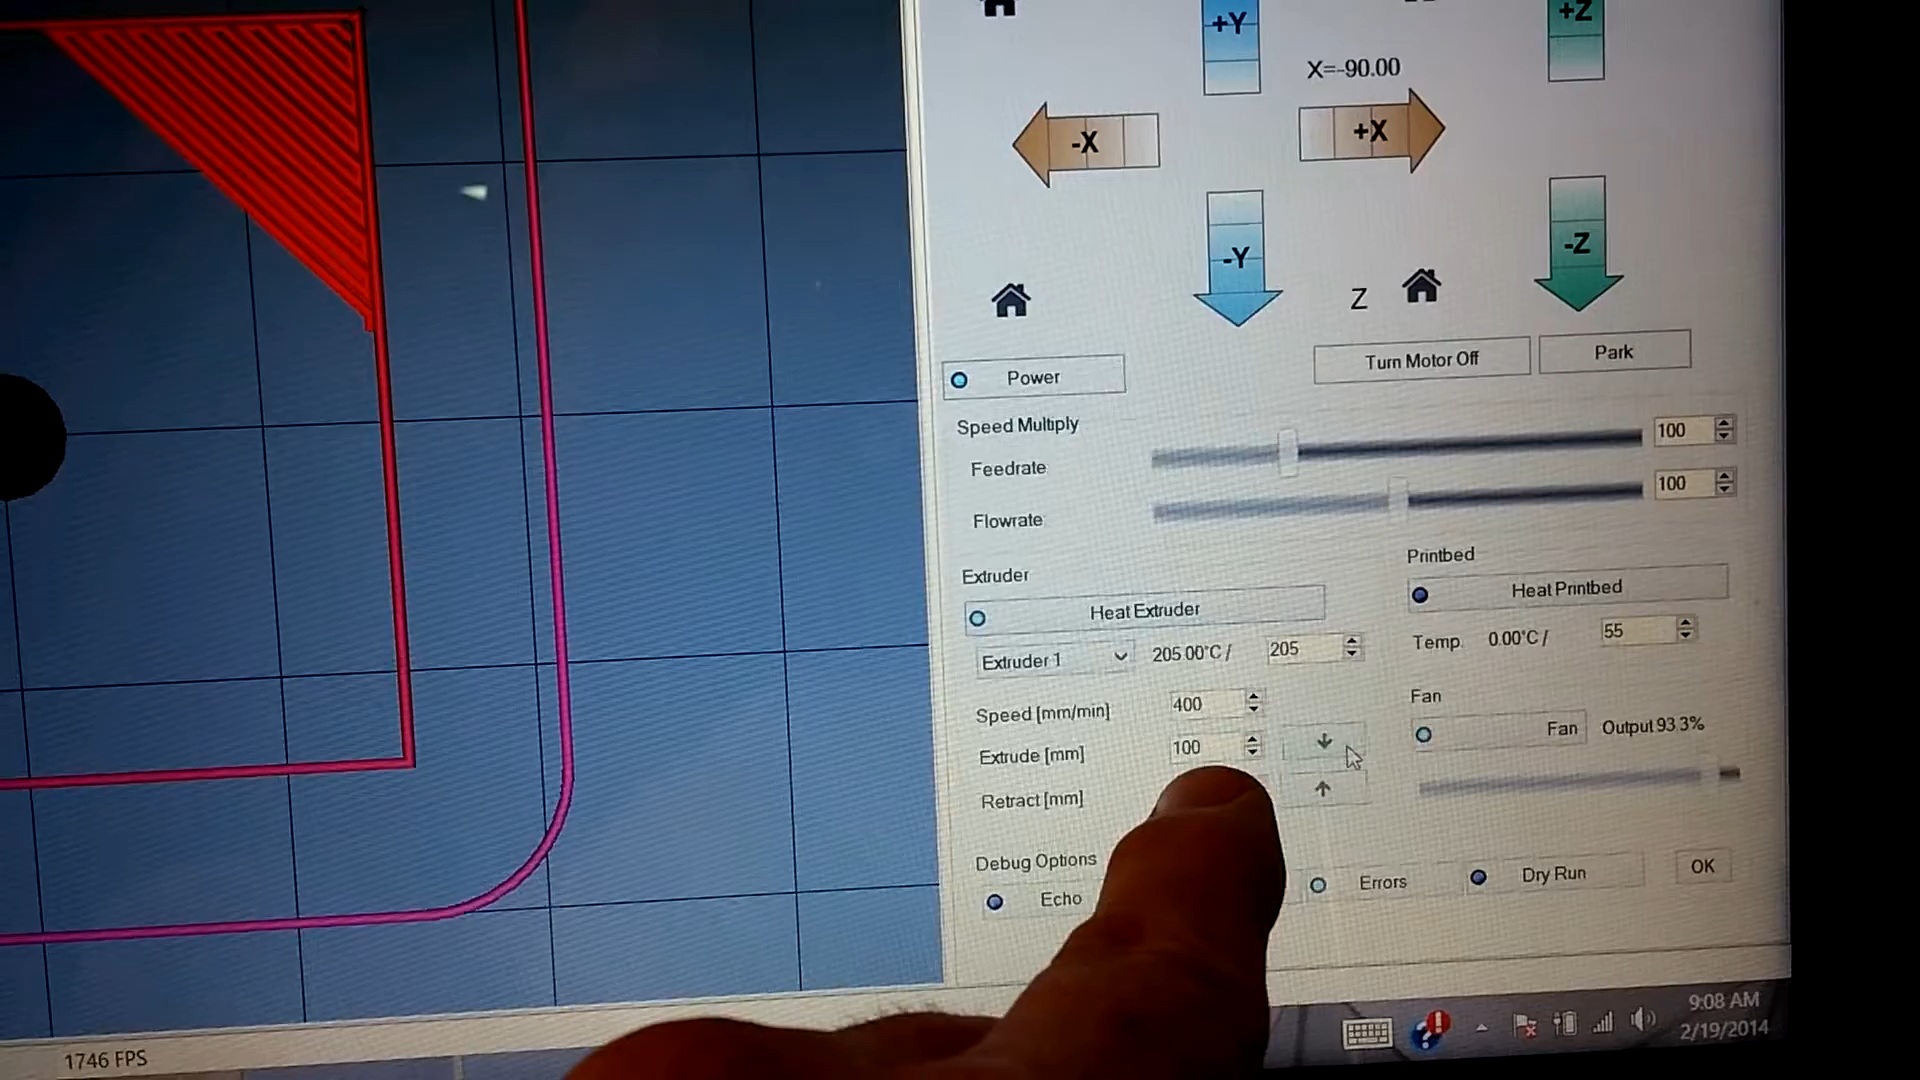 +Y
+Z
X=-90.00
-X
+X
-Y
-Z
Z
Power
Turn Motor Off
Park
Speed Multiply
Feedrate
100
Flowrate
100
Extruder
Printbed
Heat Extruder
Heat Printbed
Extruder 1
205.00°C /
205
Temp.
0.00°C /
55
Speed [mm/min]
400
Fan
Extrude [mm]
100
Fan
Output 93.3%
Retract [mm]
Debug Options
Echo
Errors
Dry Run
OK
1746 FPS
9:08 AM
2/19/2014